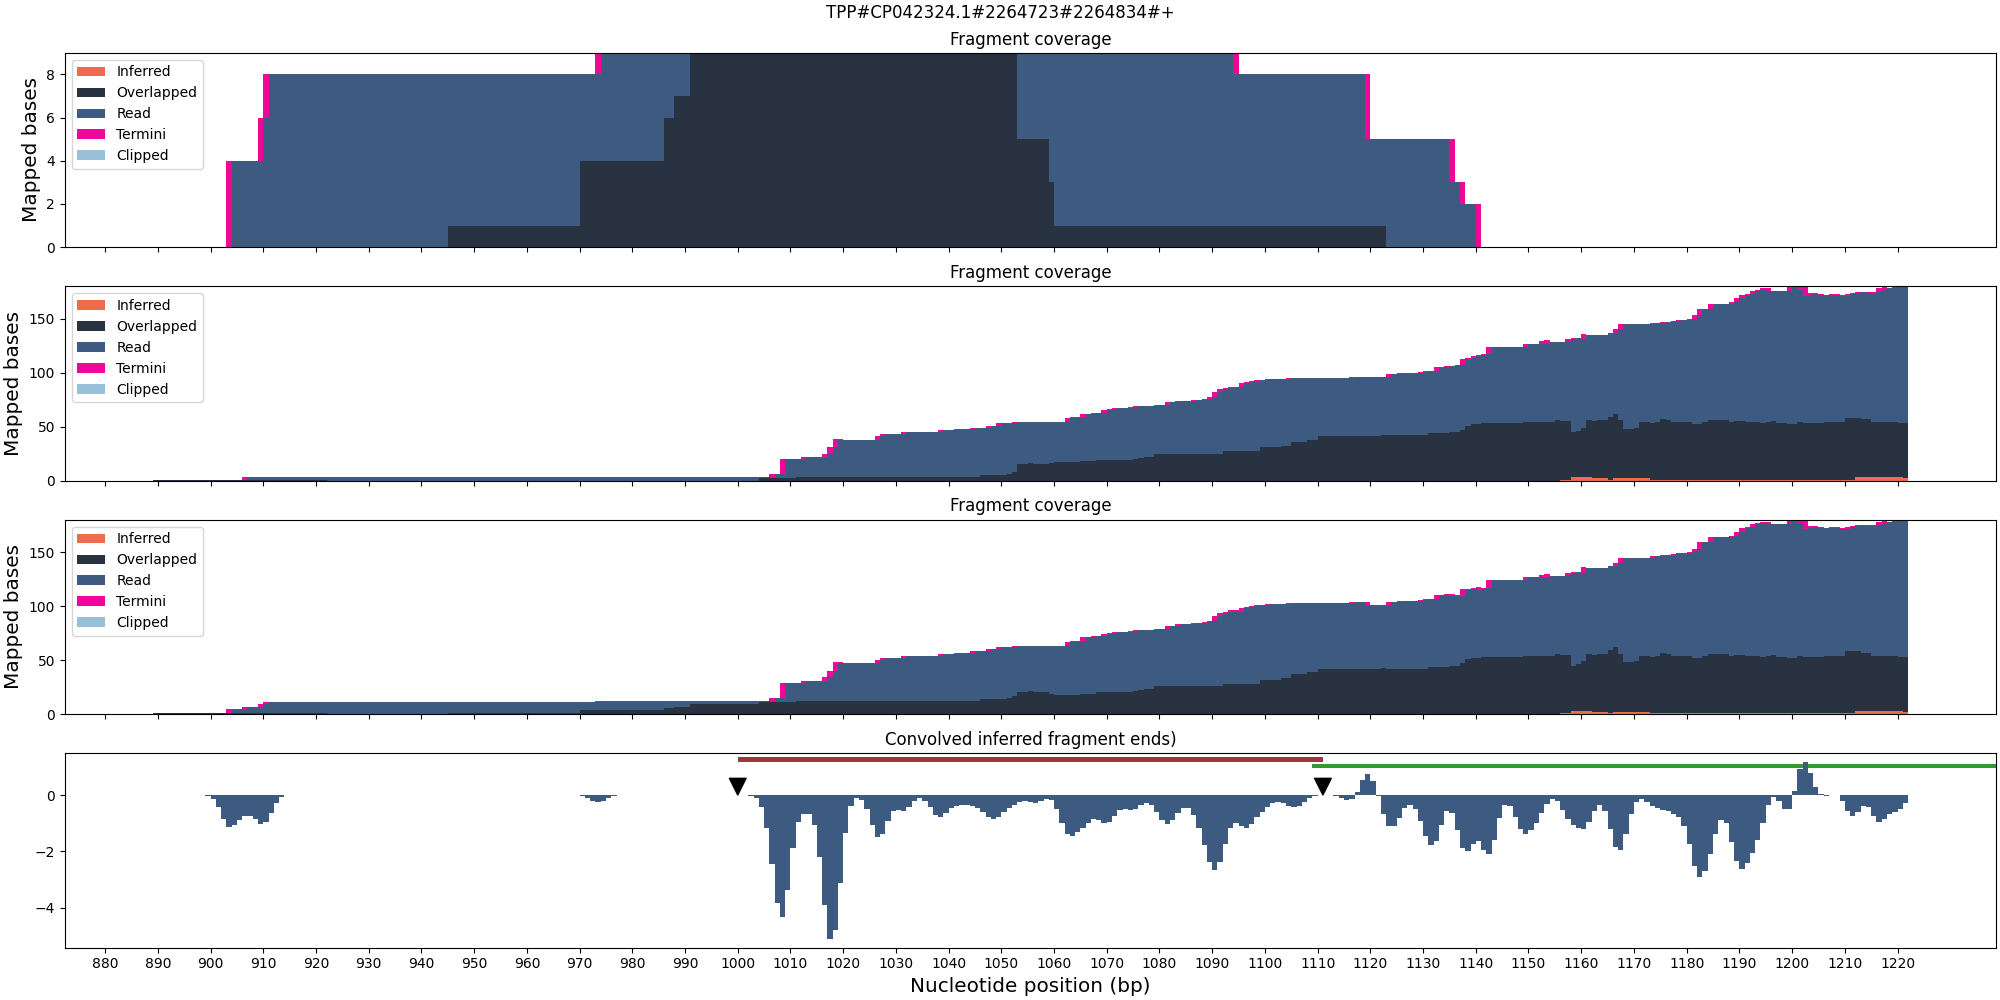 TPP#CP042324.1#2264723#2264834#+
Fragment coverage
Mapped bases
8
6
4
2
0
Inferred
Overlapped
Read
Termini
Clipped
Fragment coverage
Mapped bases
150
100
50
0
Inferred
Overlapped
Read
Termini
Clipped
Fragment coverage
Mapped bases
150
100
50
0
Inferred
Overlapped
Read
Termini
Clipped
Convolved inferred fragment ends)
0
−2
−4
880 890 900 910 920 930 940 950 960 970 980 990 1000 1010 1020 1030 1040 1050 1060 1070 1080 1090 1100 1110 1120 1130 1140 1150 1160 1170 1180 1190 1200 1210 1220
Nucleotide position (bp)